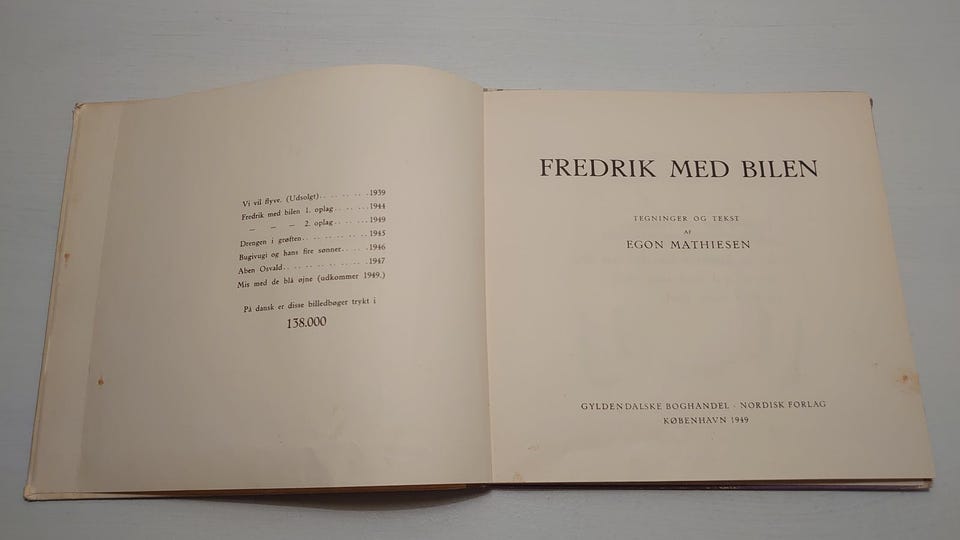 Vi vil flyve. (Udsolgt) . . . . . . . . 1939
Fredrik med bilen 1. oplag . . . . . . 1944
— — — 2. oplag . . . . . . 1949
Drengen i grøften . . . . . . . . . . . 1945
Bugivugi og hans fire sønner . . . . 1946
Aben Osvald . . . . . . . . . . . . . . 1947
Mis med de blå øjne (udkommer 1949.)
På dansk er disse billedbøger trykt i
138.000
FREDRIK MED BILEN
TEGNINGER OG TEKST
AF
EGON MATHIESEN
GYLDENDALSKE BOGHANDEL · NORDISK FORLAG
KØBENHAVN 1949